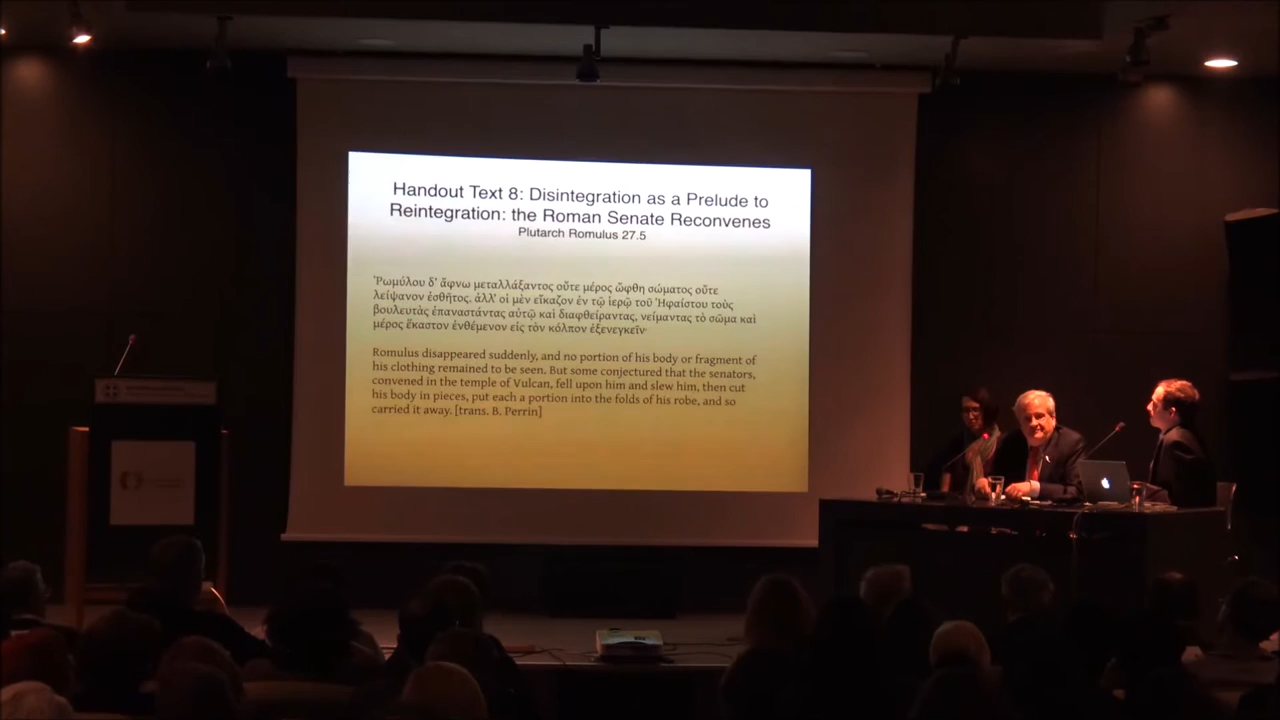 Handout Text 8: Disintegration as a Prelude to
Reintegration: the Roman Senate Reconvenes
Plutarch Romulus 27.5
Ῥωμύλου δ' ἄφνω μεταλλάξαντος οὔτε μέρος ὤφθη σώματος οὔτε
λείψανον ἐσθῆτος. ἀλλ' οἱ μὲν εἴκαζον ἐν τῷ ἱερῷ τοῦ Ἡφαίστου τοὺς
βουλευτὰς ἐπαναστάντας αὐτῷ καὶ διαφθείραντας, νείμαντας τὸ σῶμα καὶ
μέρος ἕκαστον ἐνθέμενον εἰς τὸν κόλπον ἐξενεγκεῖν·
Romulus disappeared suddenly, and no portion of his body or fragment of
his clothing remained to be seen. But some conjectured that the senators,
convened in the temple of Vulcan, fell upon him and slew him, then cut
his body in pieces, put each a portion into the folds of his robe, and so
carried it away. [trans. B. Perrin]